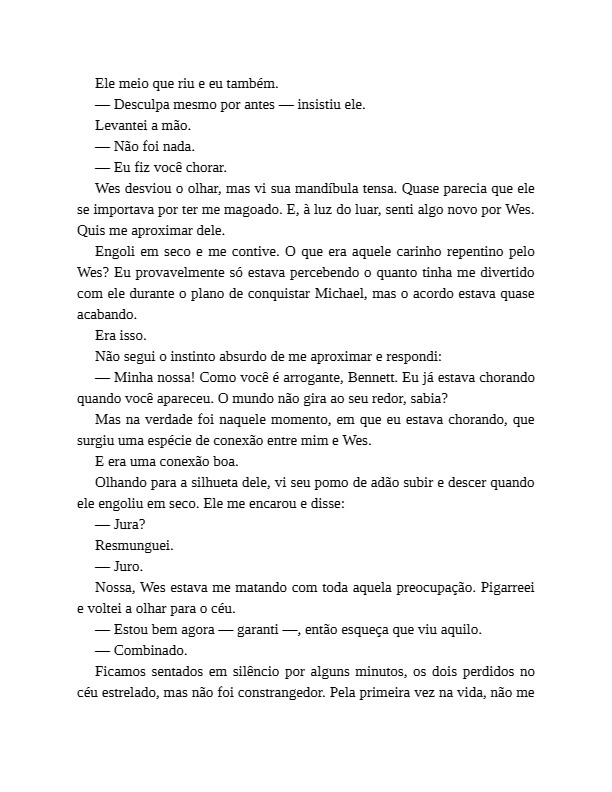 Ele meio que riu e eu também.
— Desculpa mesmo por antes — insistiu ele.
Levantei a mão.
— Não foi nada.
— Eu fiz você chorar.
Wes desviou o olhar, mas vi sua mandíbula tensa. Quase parecia que ele
se importava por ter me magoado. E, à luz do luar, senti algo novo por Wes.
Quis me aproximar dele.
Engoli em seco e me contive. O que era aquele carinho repentino pelo
Wes? Eu provavelmente só estava percebendo o quanto tinha me divertido
com ele durante o plano de conquistar Michael, mas o acordo estava quase
acabando.
Era isso.
Não segui o instinto absurdo de me aproximar e respondi:
— Minha nossa! Como você é arrogante, Bennett. Eu já estava chorando
quando você apareceu. O mundo não gira ao seu redor, sabia?
Mas na verdade foi naquele momento, em que eu estava chorando, que
surgiu uma espécie de conexão entre mim e Wes.
E era uma conexão boa.
Olhando para a silhueta dele, vi seu pomo de adão subir e descer quando
ele engoliu em seco. Ele me encarou e disse:
— Jura?
Resmunguei.
— Juro.
Nossa, Wes estava me matando com toda aquela preocupação. Pigarreei
e voltei a olhar para o céu.
— Estou bem agora — garanti —, então esqueça que viu aquilo.
— Combinado.
Ficamos sentados em silêncio por alguns minutos, os dois perdidos no
céu estrelado, mas não foi constrangedor. Pela primeira vez na vida, não me